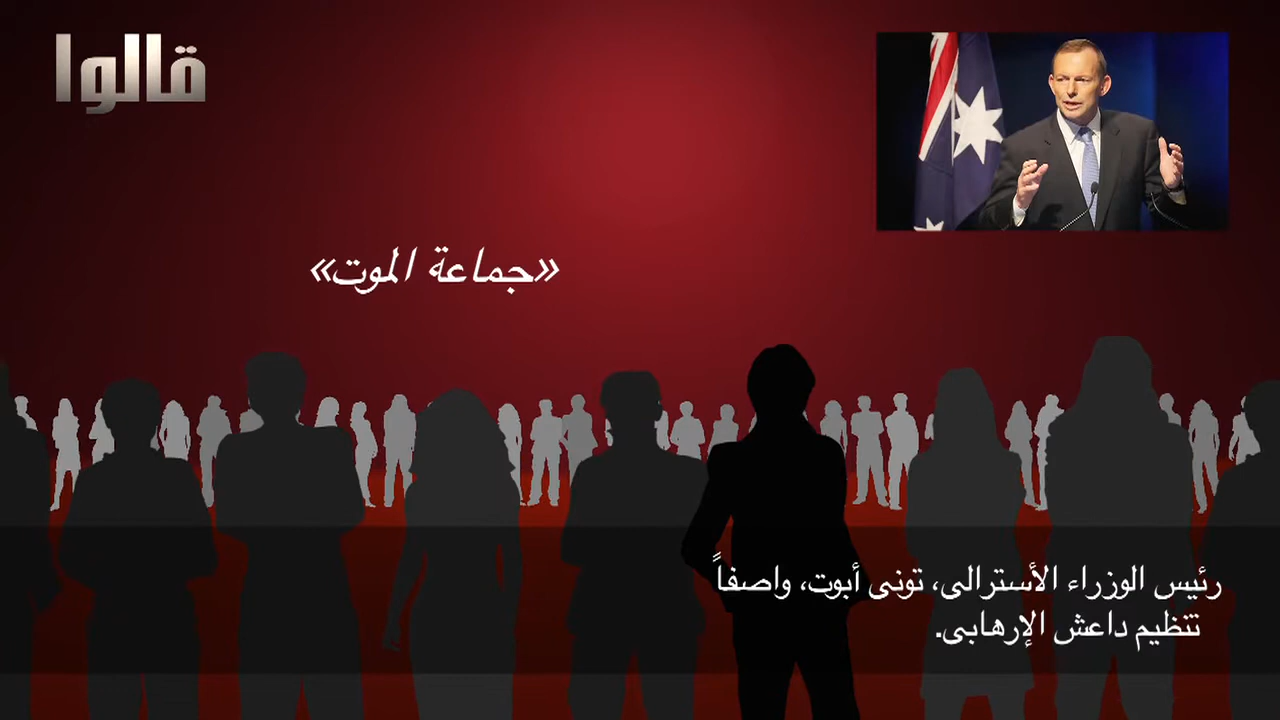 قالوا
«جماعة الموت»
رئيس الوزراء الأسترالى، تونى أبوت، واصفاً
تنظيم داعش الإرهابى.